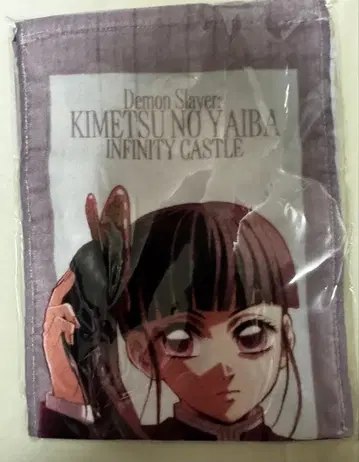 Demon Slayer:
KIMETSU NO YAIBA
INFINITY CASTLE